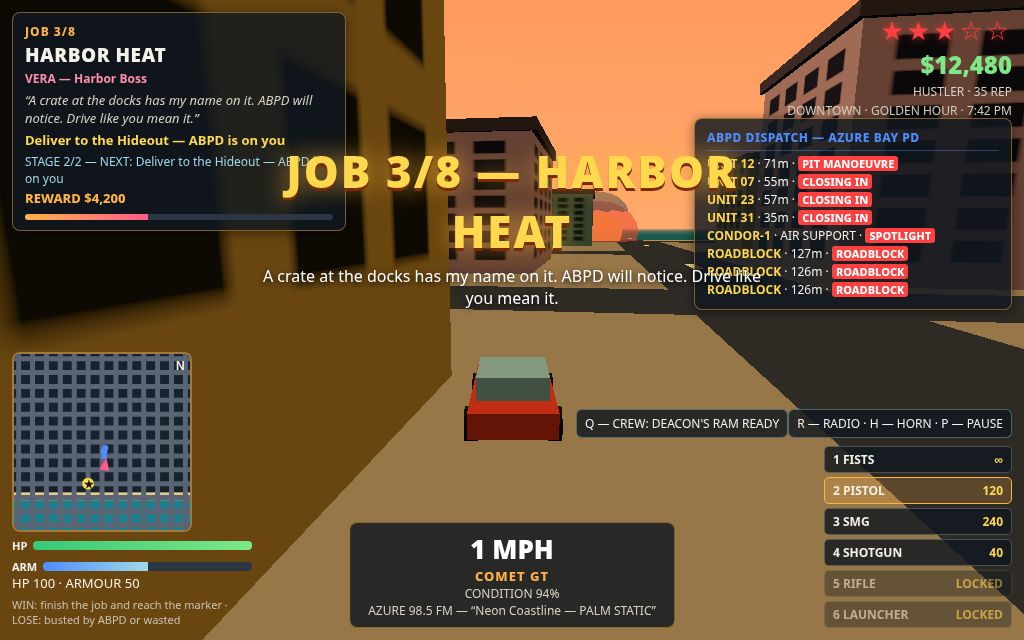 JOB 3/8
HARBOR HEAT
VERA — Harbor Boss
“A crate at the docks has my name on it. ABPD will
notice. Drive like you mean it.”
Deliver to the Hideout — ABPD is on you
STAGE 2/2 — NEXT: Deliver to the Hideout — ABPD is
on you
REWARD $4,200
★★★☆☆
$12,480
HUSTLER · 35 REP
DOWNTOWN · GOLDEN HOUR · 7:42 PM
ABPD DISPATCH — AZURE BAY PD
UNIT 12 · 71m · PIT MANOEUVRE
UNIT 07 · 55m · CLOSING IN
UNIT 23 · 57m · CLOSING IN
UNIT 31 · 35m · CLOSING IN
CONDOR-1 · AIR SUPPORT · SPOTLIGHT
ROADBLOCK · 127m · ROADBLOCK
ROADBLOCK · 126m · ROADBLOCK
ROADBLOCK · 126m · ROADBLOCK
JOB 3/8 — HARBOR
HEAT
A crate at the docks has my name on it. ABPD will notice. Drive like
you mean it.
N
Q — CREW: DEACON'S RAM READY
R — RADIO · H — HORN · P — PAUSE
1 FISTS ∞
2 PISTOL 120
3 SMG 240
4 SHOTGUN 40
5 RIFLE LOCKED
6 LAUNCHER LOCKED
HP
ARM
HP 100 · ARMOUR 50
WIN: finish the job and reach the marker ·
LOSE: busted by ABPD or wasted
1 MPH
COMET GT
CONDITION 94%
AZURE 98.5 FM — “Neon Coastline — PALM STATIC”